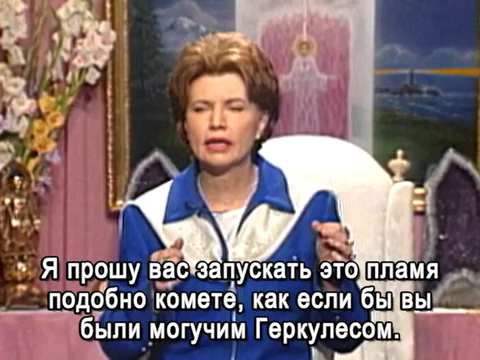 Я прошу вас запускать это пламя
подобно комете, как если бы вы
были могучим Геркулесом.